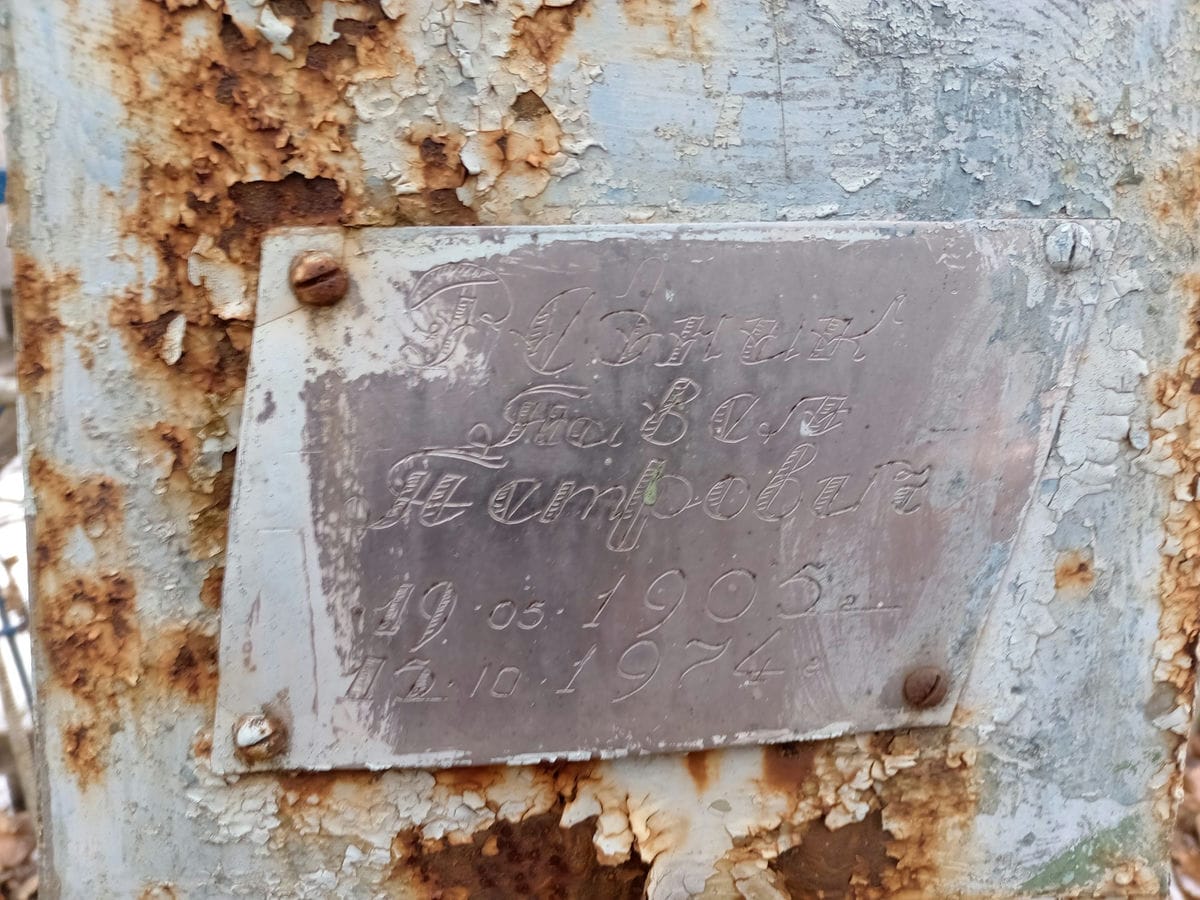 Павел
Петрович
19.05.1905г.
12.10.1974г